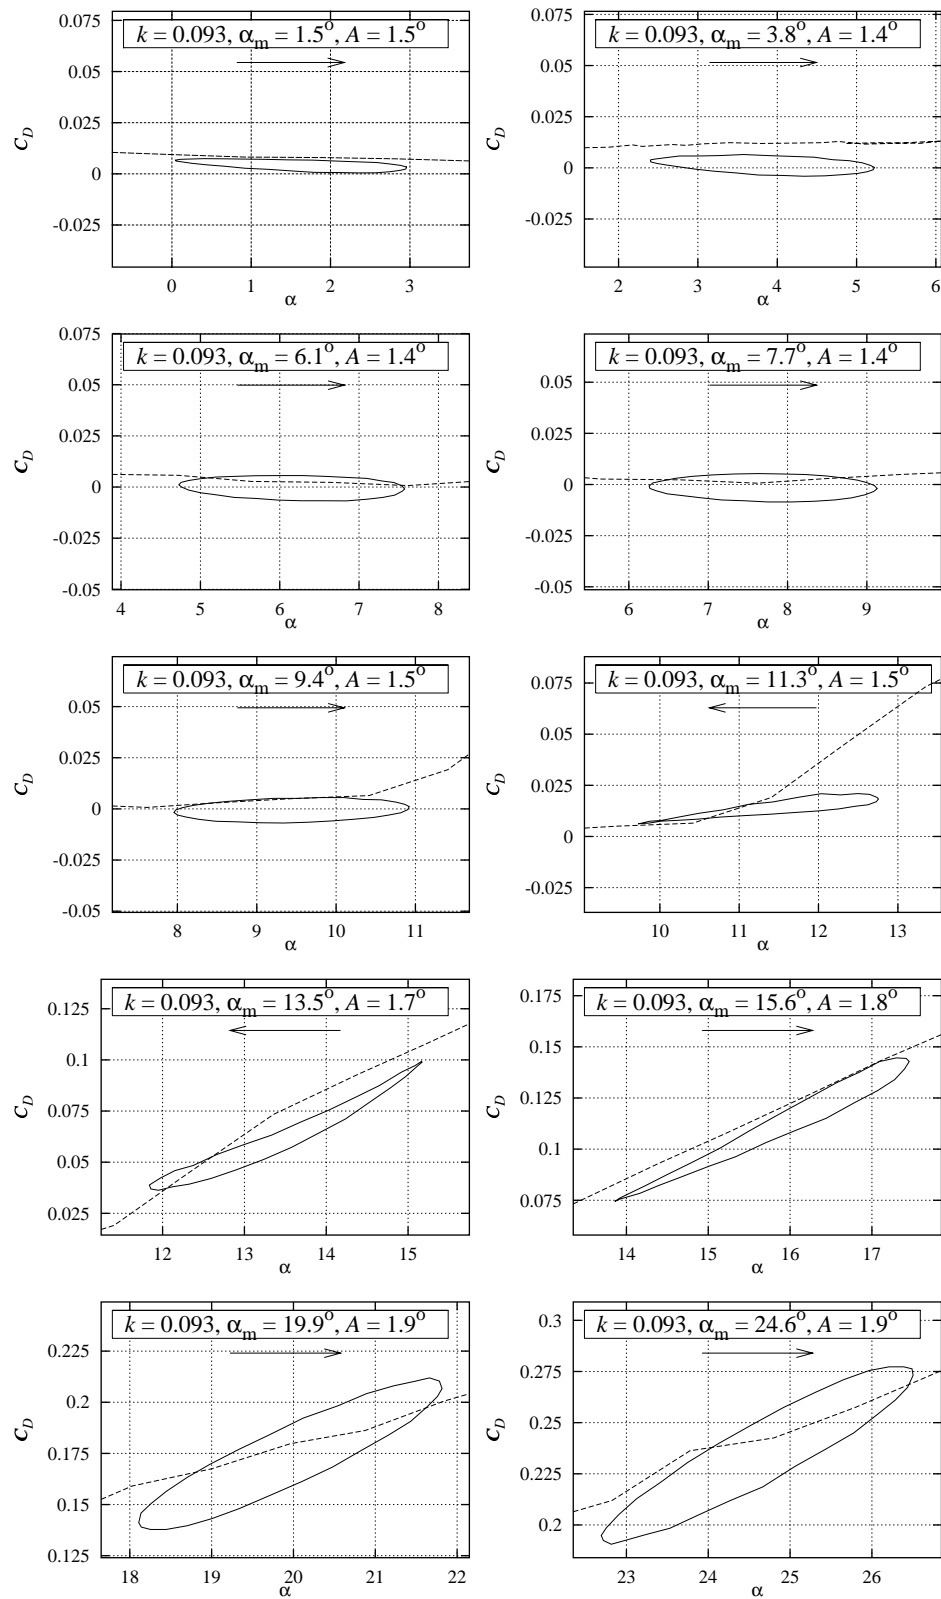 0.075
k = 0.093, αm = 1.5o, A = 1.5o
0.05
0.025
0
-0.025
CD
0 1 2 3
α
0.075
k = 0.093, αm = 3.8o, A = 1.4o
0.05
0.025
0
-0.025
CD
2 3 4 5 6
α
0.075
k = 0.093, αm = 6.1o, A = 1.4o
0.05
0.025
0
-0.025
-0.05
CD
4 5 6 7 8
α
k = 0.093, αm = 7.7o, A = 1.4o
0.05
0.025
0
-0.025
-0.05
CD
6 7 8 9
α
k = 0.093, αm = 9.4o, A = 1.5o
0.05
0.025
0
-0.025
-0.05
CD
8 9 10 11
α
0.075
k = 0.093, αm = 11.3o, A = 1.5o
0.05
0.025
0
-0.025
CD
10 11 12 13
α
0.125
k = 0.093, αm = 13.5o, A = 1.7o
0.1
0.075
0.05
0.025
CD
12 13 14 15
α
0.175
k = 0.093, αm = 15.6o, A = 1.8o
0.15
0.125
0.1
0.075
CD
14 15 16 17
α
k = 0.093, αm = 19.9o, A = 1.9o
0.225
0.2
0.175
0.15
0.125
CD
18 19 20 21 22
α
0.3
k = 0.093, αm = 24.6o, A = 1.9o
0.275
0.25
0.225
0.2
CD
23 24 25 26
α